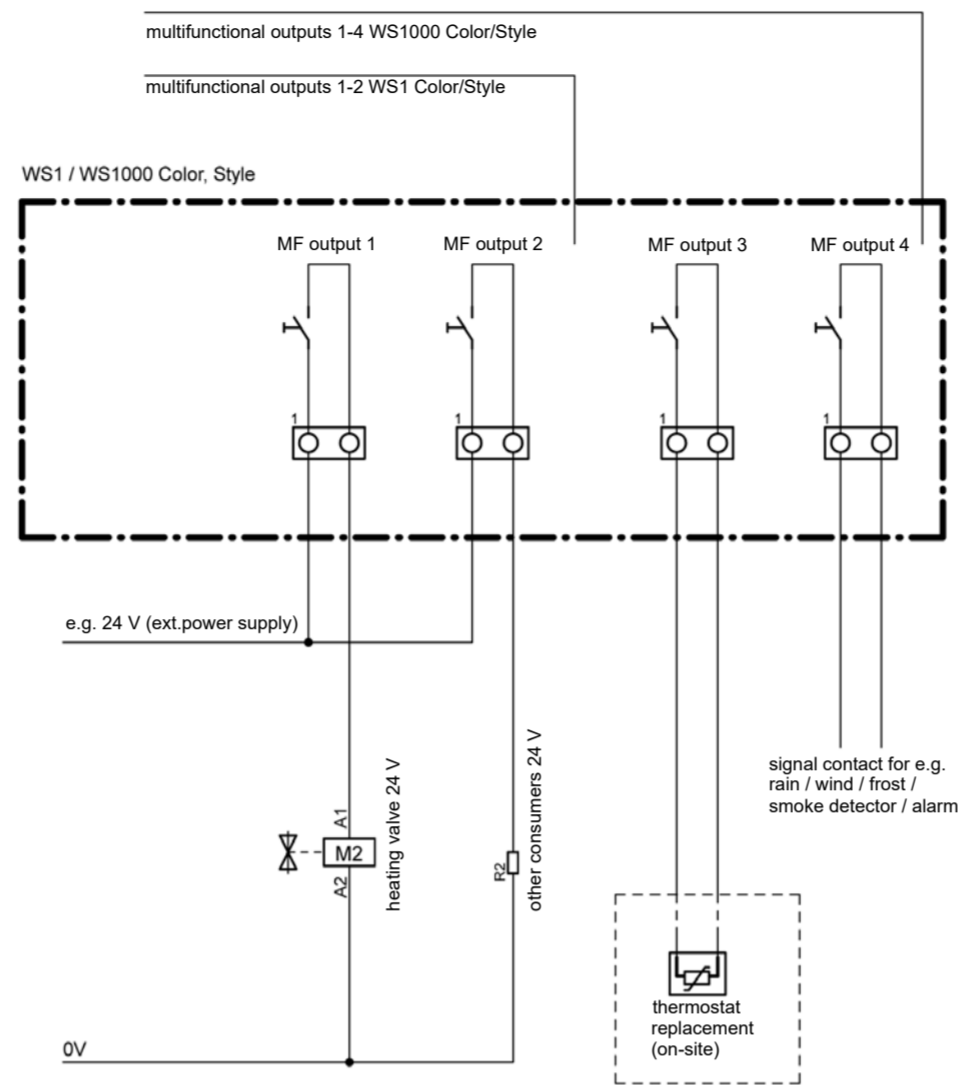 multifunctional outputs 1-4 WS1000 Color/Style
multifunctional outputs 1-2 WS1 Color/Style
WS1 / WS1000 Color, Style
MF output 1
MF output 2
MF output 3
MF output 4
1
1
1
1
e.g. 24 V (ext.power supply)
signal contact for e.g.
rain / wind / frost /
smoke detector / alarm
A1
M2
A2
heating valve 24 V
R2
other consumers 24 V
thermostat
replacement
(on-site)
0V